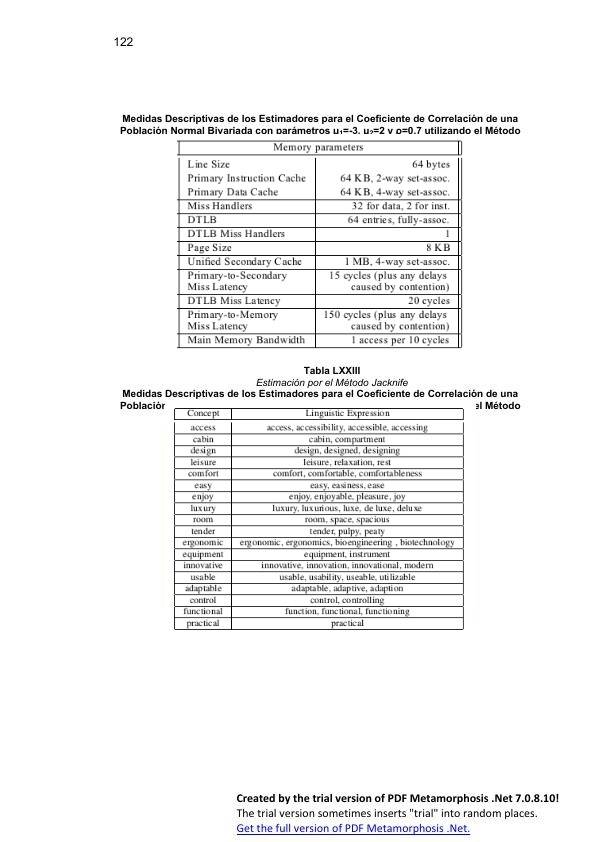 122
Medidas Descriptivas de los Estimadores para el Coeficiente de Correlación de una
Población Normal Bivariada con parámetros μ₁=-3, μ₂=2 y ρ=0.7 utilizando el Método
Memory parameters
Line Size 64 bytes
Primary Instruction Cache 64 KB, 2-way set-assoc.
Primary Data Cache 64 KB, 4-way set-assoc.
Miss Handlers 32 for data, 2 for inst.
DTLB 64 entries, fully-assoc.
DTLB Miss Handlers 1
Page Size 8 KB
Unified Secondary Cache 1 MB, 4-way set-assoc.
Primary-to-Secondary 15 cycles (plus any delays
Miss Latency caused by contention)
DTLB Miss Latency 20 cycles
Primary-to-Memory 150 cycles (plus any delays
Miss Latency caused by contention)
Main Memory Bandwidth 1 access per 10 cycles
Tabla LXXIII
Estimación por el Método Jacknife
Medidas Descriptivas de los Estimadores para el Coeficiente de Correlación de una
Población el Método
Concept Linguistic Expression
access access, accessibility, accessible, accessing
cabin cabin, compartment
design design, designed, designing
leisure leisure, relaxation, rest
comfort comfort, comfortable, comfortableness
easy easy, easiness, ease
enjoy enjoy, enjoyable, pleasure, joy
luxury luxury, luxurious, luxe, de luxe, deluxe
room room, space, spacious
tender tender, pulpy, peaty
ergonomic ergonomic, ergonomics, bioengineering , biotechnology
equipment equipment, instrument
innovative innovative, innovation, innovational, modern
usable usable, usability, useable, utilizable
adaptable adaptable, adaptive, adaption
control control, controlling
functional function, functional, functioning
practical practical
Created by the trial version of PDF Metamorphosis .Net 7.0.8.10!
The trial version sometimes inserts "trial" into random places.
Get the full version of PDF Metamorphosis .Net.